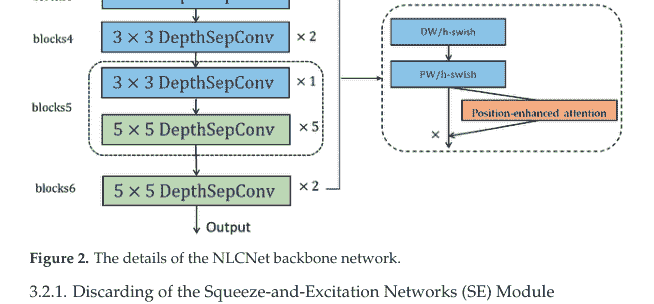 blocks4
3 × 3 DepthSepConv
× 2
blocks5
3 × 3 DepthSepConv
× 1
5 × 5 DepthSepConv
× 5
blocks6
5 × 5 DepthSepConv
× 2
Output
DW/h-swish
PW/h-swish
Position-enhanced attention
×
Figure 2. The details of the NLCNet backbone network.
3.2.1. Discarding of the Squeeze-and-Excitation Networks (SE) Module